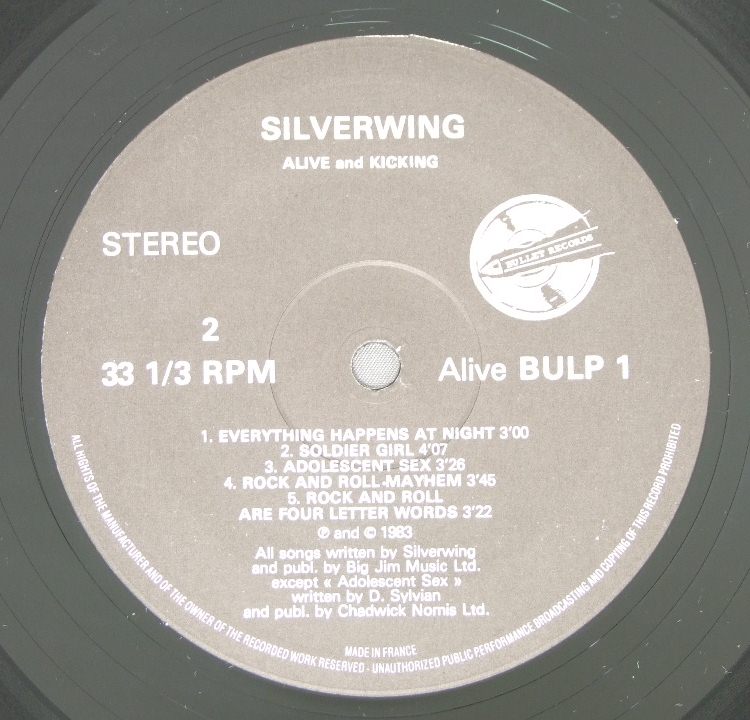 SILVERWING
ALIVE and KICKING
STEREO
BULLET RECORDS
2
33 1/3 RPM
Alive BULP 1
1. EVERYTHING HAPPENS AT NIGHT 3'00
2. SOLDIER GIRL 4'07
3. ADOLESCENT SEX 3'26
4. ROCK AND ROLL MAYHEM 3'45
5. ROCK AND ROLL
ARE FOUR LETTER WORDS 3'22
℗ and © 1983
All songs written by Silverwing
and publ. by Big Jim Music Ltd.
except « Adolescent Sex »
written by D. Sylvian
and publ. by Chadwick Nomis Ltd.
MADE IN FRANCE
ALL RIGHTS OF THE MANUFACTURER AND OF THE OWNER OF THE RECORDED WORK RESERVED - UNAUTHORIZED PUBLIC PERFORMANCE BROADCASTING AND COPYING OF THIS RECORD PROHIBITED